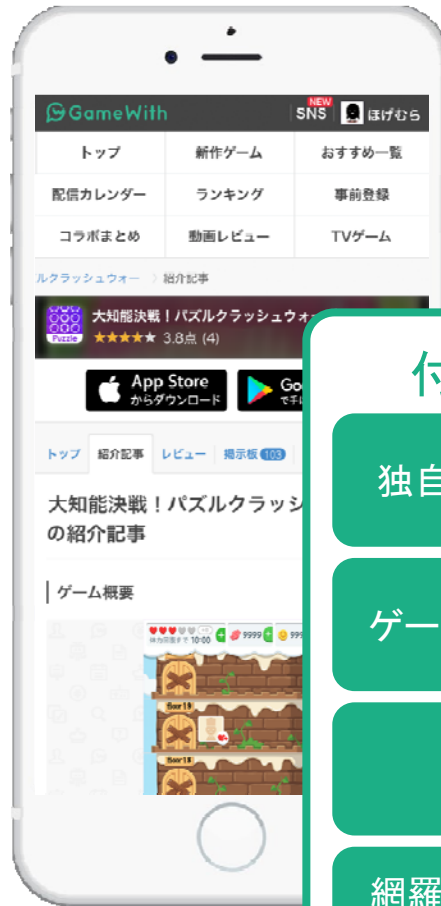 GameWith
NEW
SNS ほげむら
トップ 新作ゲーム おすすめ一覧
配信カレンダー ランキング 事前登録
コラボまとめ 動画レビュー TVゲーム
ルクラッシュウォー 〉 紹介記事
大知能決戦！パズルクラッシュウォー
Puzzle
★★★★★ 3.8点 (4)
App Store
からダウンロード
Go
で手に
トップ 紹介記事 レビュー 掲示板 103
大知能決戦！パズルクラッシ
の紹介記事
ゲーム概要
10:00 9999 999
付
独自
ゲー
網羅